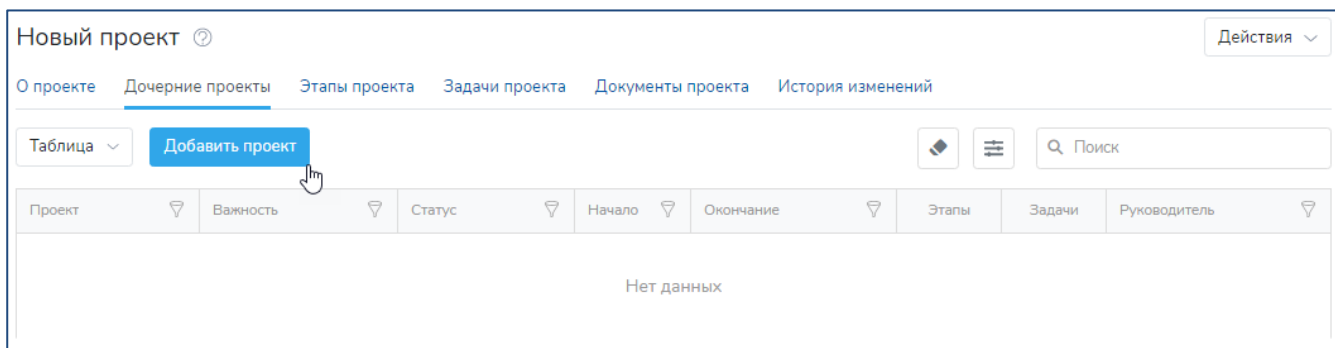 Новый проект
Действия
О проекте Дочерние проекты Этапы проекта Задачи проекта Документы проекта История изменений
Таблица Добавить проект Поиск
Проект Важность Статус Начало Окончание Этапы Задачи Руководитель
Нет данных